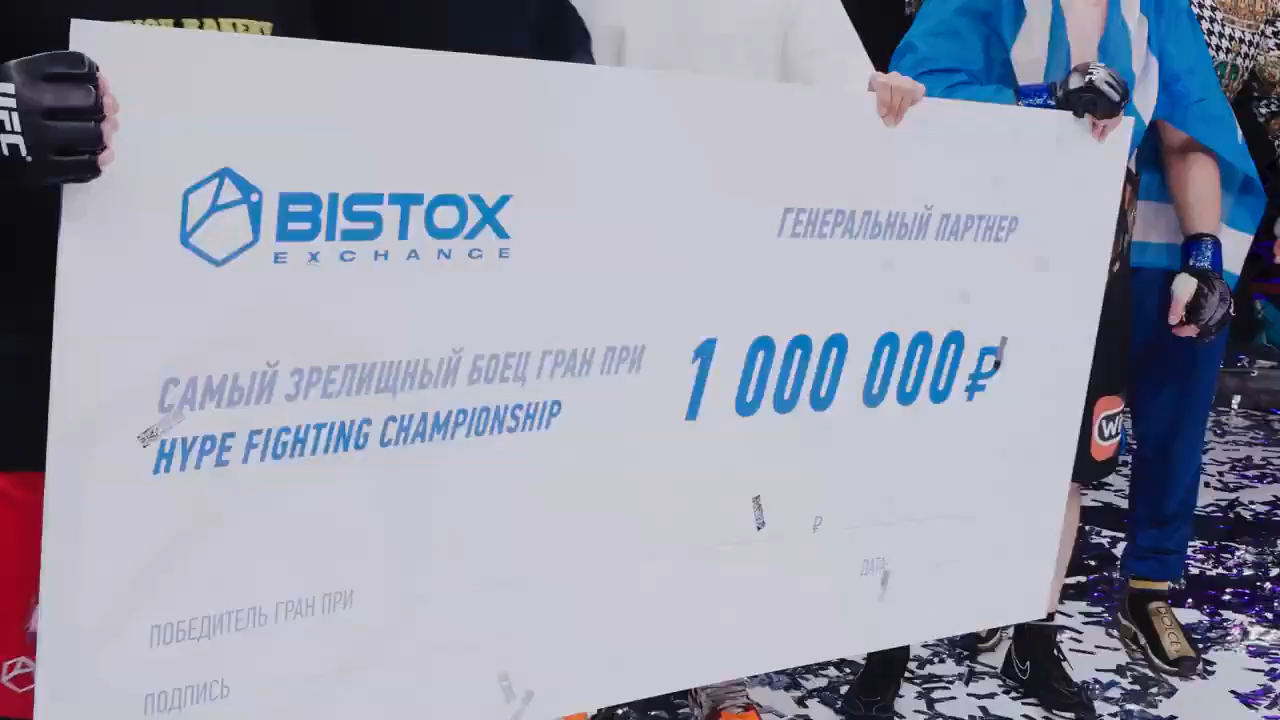 UFC
BISTOX
EXCHANGE
ГЕНЕРАЛЬНЫЙ ПАРТНЕР
САМЫЙ ЗРЕЛИЩНЫЙ БОЕЦ ГРАН ПРИ
HYPE FIGHTING CHAMPIONSHIP
1 000 000 ₽
₽
ДАТА
ПОБЕДИТЕЛЬ ГРАН ПРИ
ПОДПИСЬ
W
DOLCE